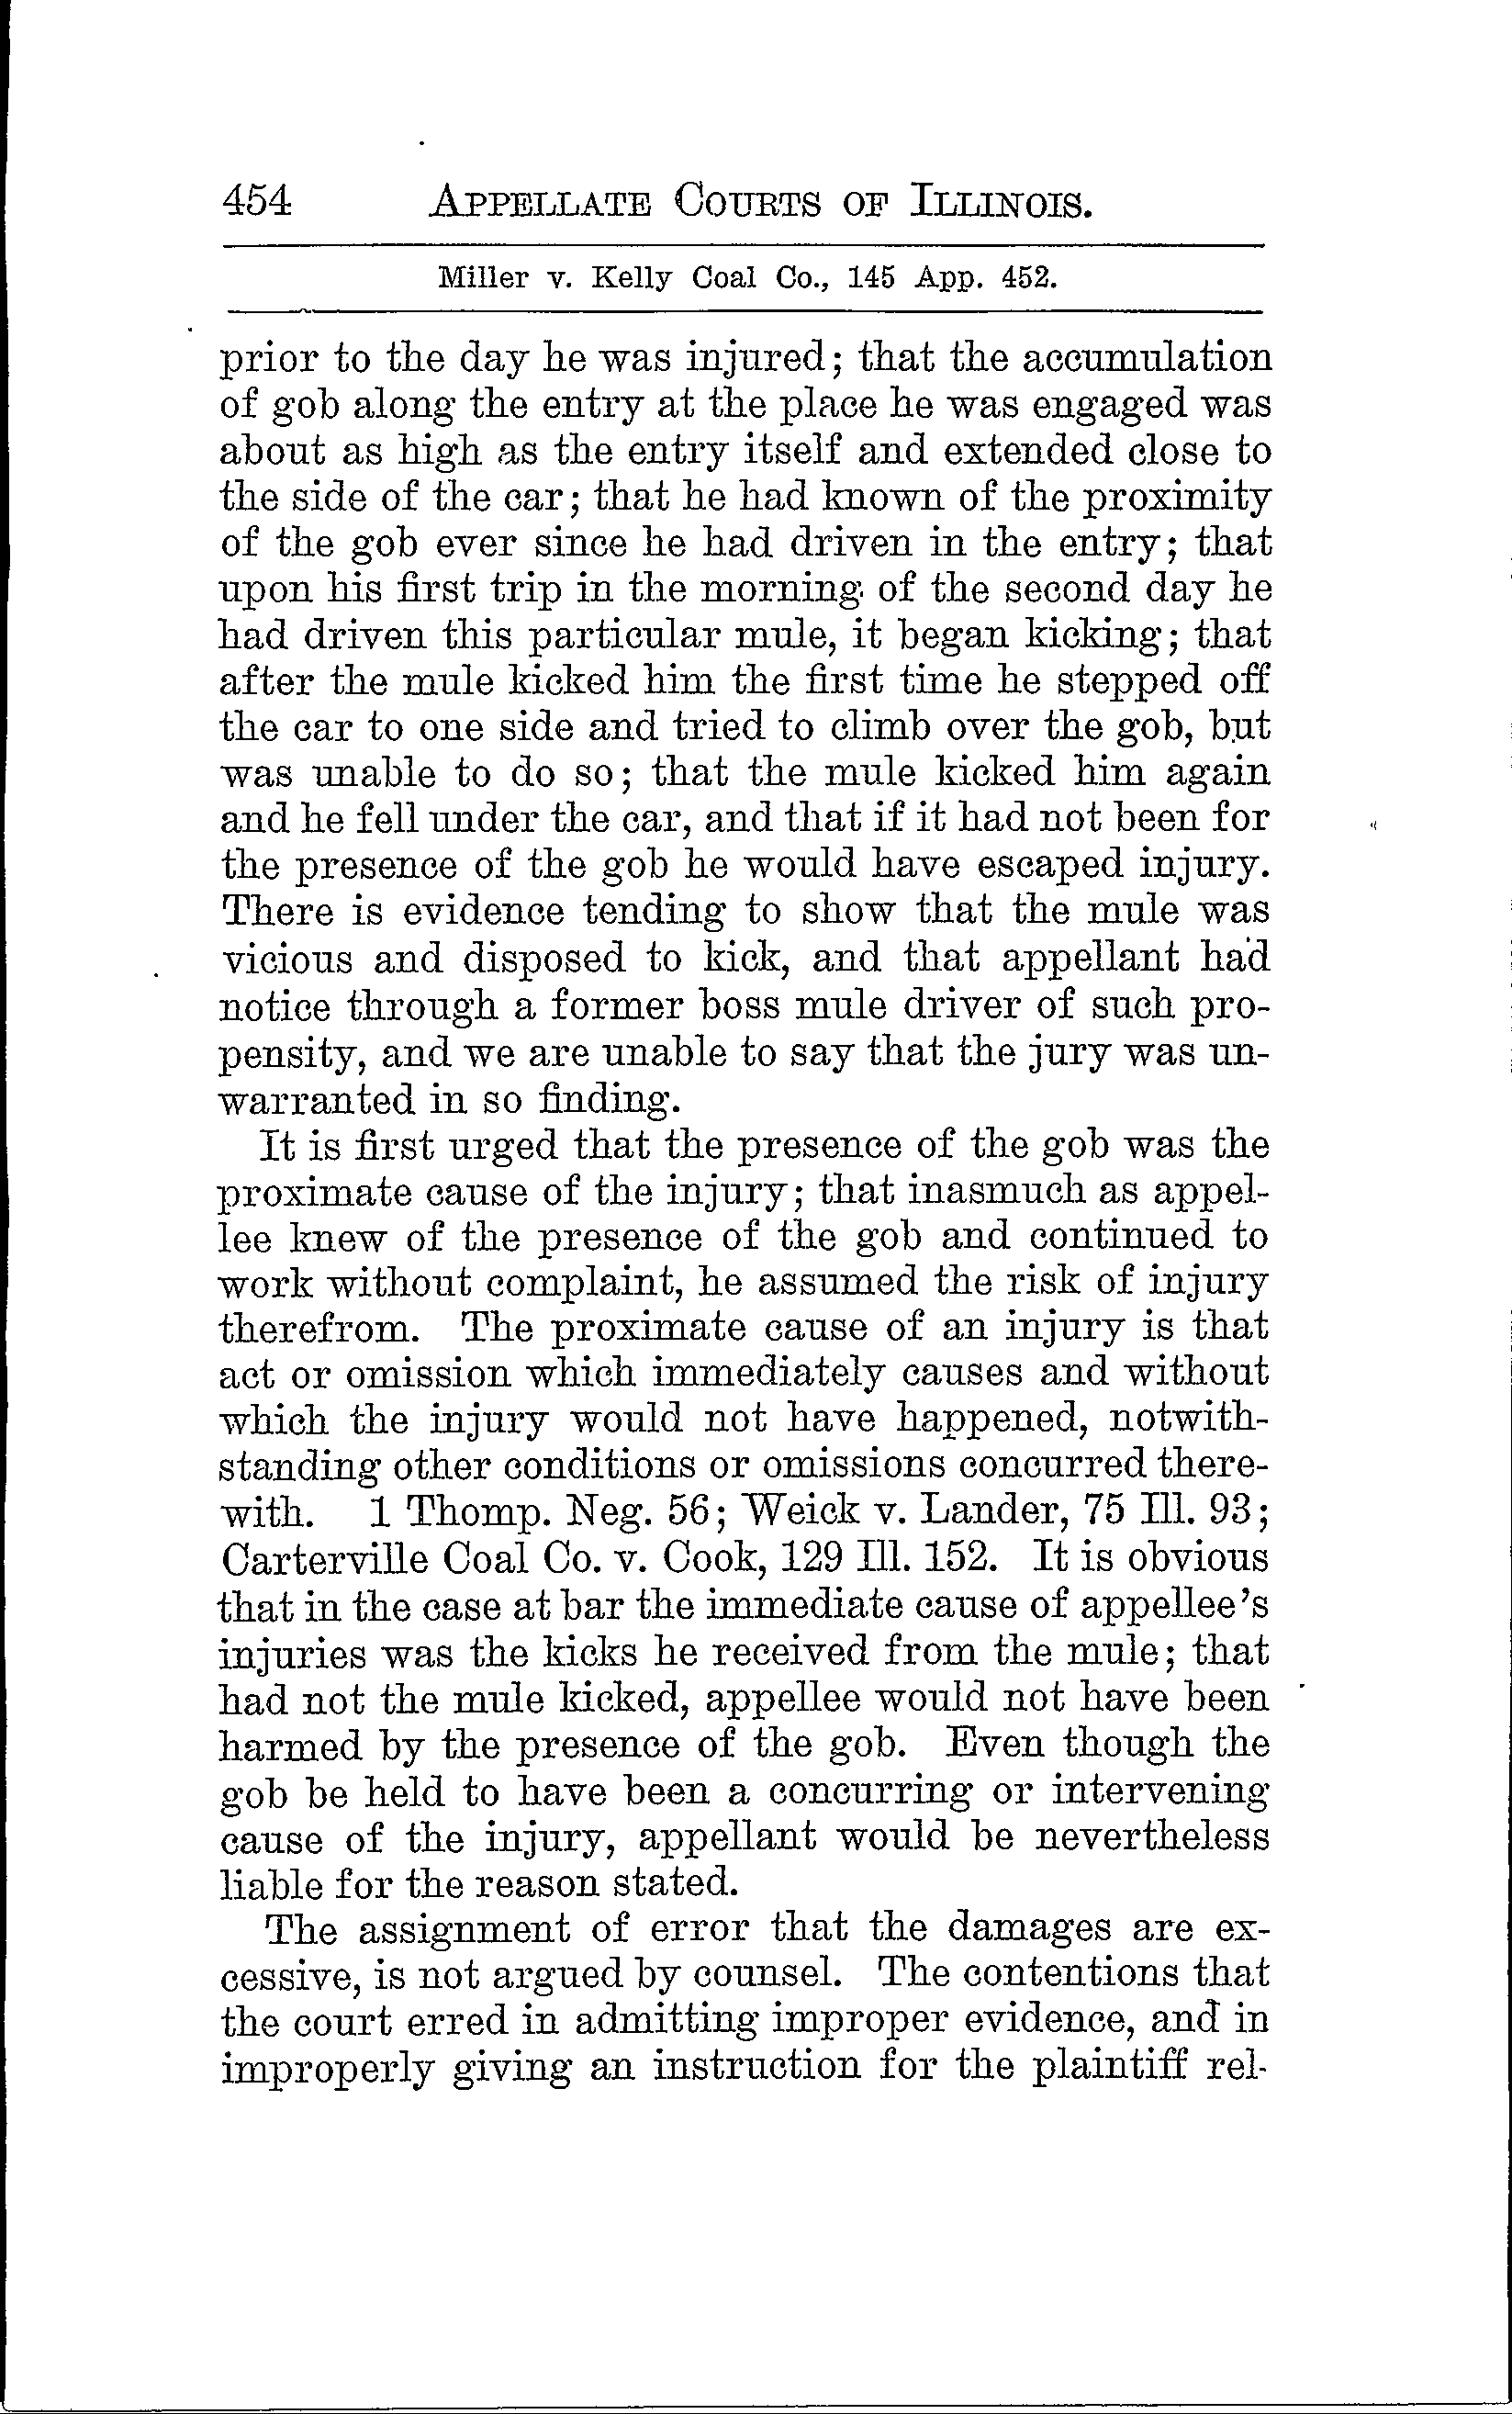 454 APPELLATE COURTS OF ILLINOIS.
Miller v. Kelly Coal Co., 145 App. 452.
prior to the day he was injured; that the accumulation
of gob along the entry at the place he was engaged was
about as high as the entry itself and extended close to
the side of the car; that he had known of the proximity
of the gob ever since he had driven in the entry; that
upon his first trip in the morning of the second day he
had driven this particular mule, it began kicking; that
after the mule kicked him the first time he stepped off
the car to one side and tried to climb over the gob, but
was unable to do so; that the mule kicked him again
and he fell under the car, and that if it had not been for
the presence of the gob he would have escaped injury.
There is evidence tending to show that the mule was
vicious and disposed to kick, and that appellant had
notice through a former boss mule driver of such pro-
pensity, and we are unable to say that the jury was un-
warranted in so finding.
It is first urged that the presence of the gob was the
proximate cause of the injury; that inasmuch as appel-
lee knew of the presence of the gob and continued to
work without complaint, he assumed the risk of injury
therefrom. The proximate cause of an injury is that
act or omission which immediately causes and without
which the injury would not have happened, notwith-
standing other conditions or omissions concurred there-
with. 1 Thomp. Neg. 56; Weick v. Lander, 75 Ill. 93;
Carterville Coal Co. v. Cook, 129 Ill. 152. It is obvious
that in the case at bar the immediate cause of appellee's
injuries was the kicks he received from the mule; that
had not the mule kicked, appellee would not have been
harmed by the presence of the gob. Even though the
gob be held to have been a concurring or intervening
cause of the injury, appellant would be nevertheless
liable for the reason stated.
The assignment of error that the damages are ex-
cessive, is not argued by counsel. The contentions that
the court erred in admitting improper evidence, and in
improperly giving an instruction for the plaintiff rel-